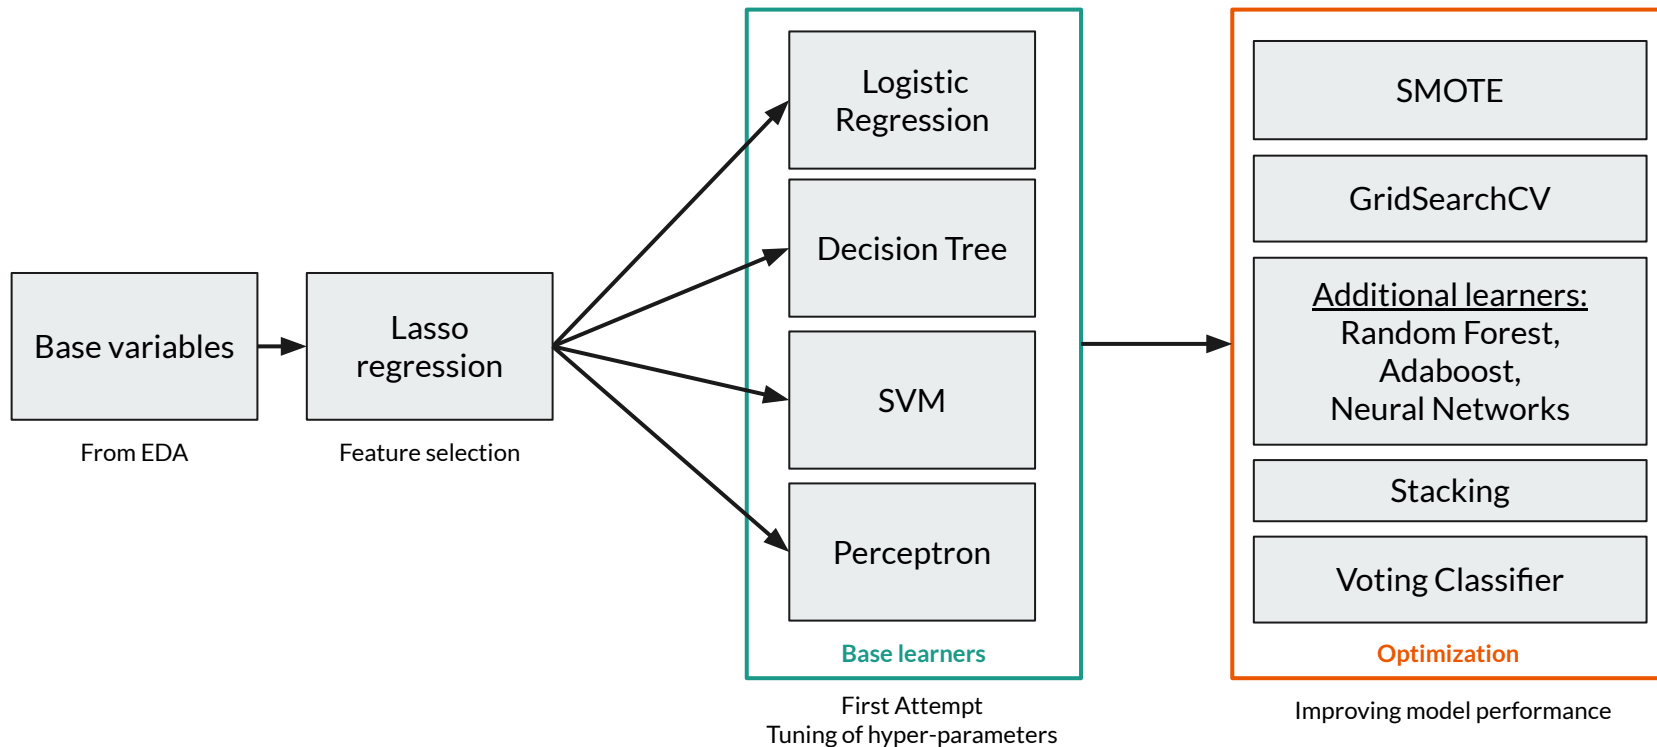 Base variables
From EDA
Lasso
regression
Feature selection
Logistic
Regression
Decision Tree
SVM
Perceptron
Base learners
First Attempt
Tuning of hyper-parameters
SMOTE
GridSearchCV
Additional learners:
Random Forest,
Adaboost,
Neural Networks
Stacking
Voting Classifier
Optimization
Improving model performance